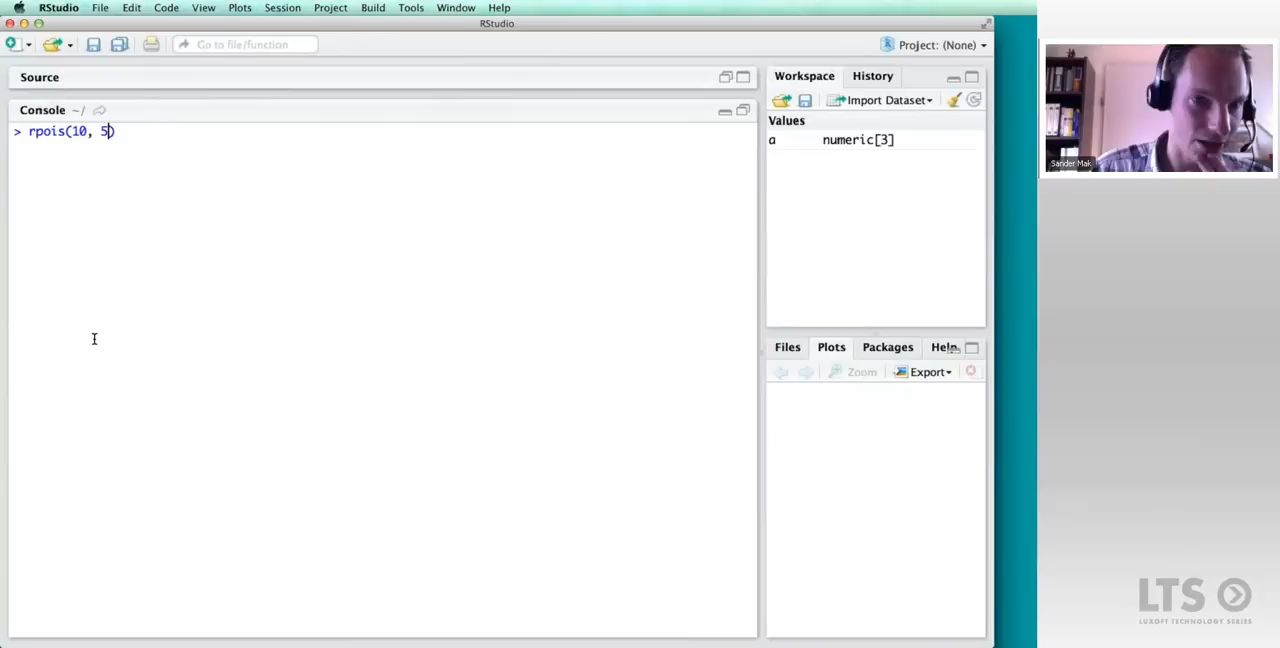 RStudio File Edit Code View Plots Session Project Build Tools Window Help
RStudio
Go to file/function
Project: (None)
Source
Workspace History
Import Dataset
Console ~/
Values
> rpois(10, 5)
a numeric[3]
Files Plots Packages Help
Zoom Export
Sander Mak
LTS
LUXOFT TECHNOLOGY SERIES